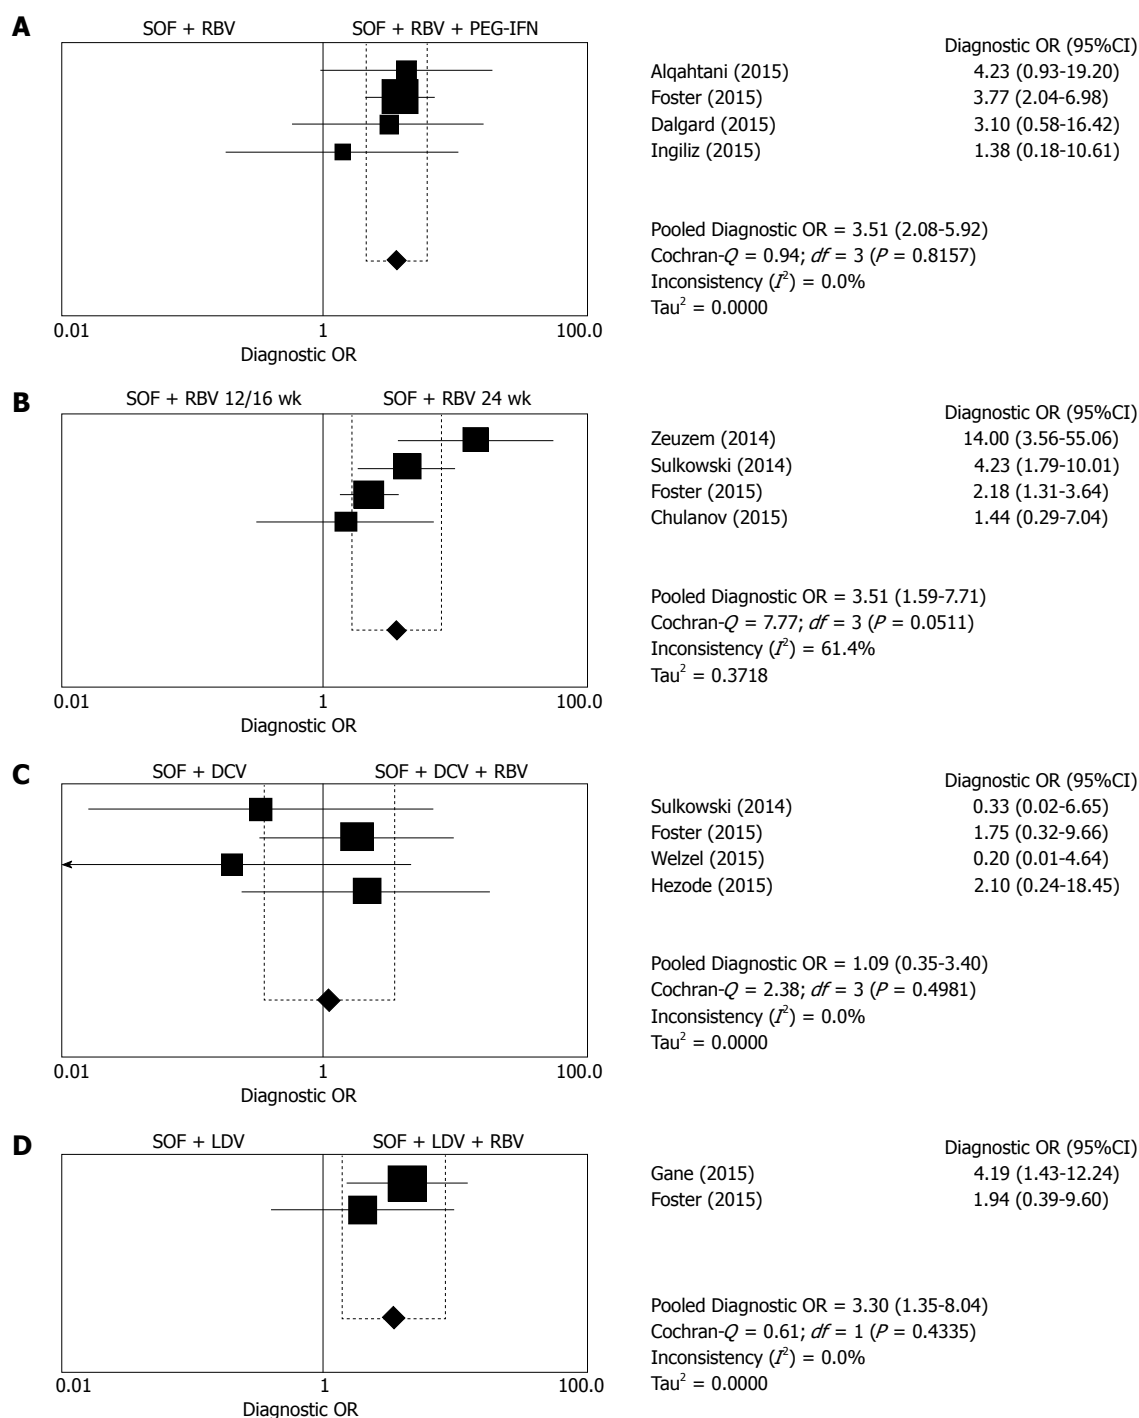 A
SOF + RBV SOF + RBV + PEG-IFN
Diagnostic OR (95%CI)
Alqahtani (2015) 4.23 (0.93-19.20)
Foster (2015) 3.77 (2.04-6.98)
Dalgard (2015) 3.10 (0.58-16.42)
Ingiliz (2015) 1.38 (0.18-10.61)
Pooled Diagnostic OR = 3.51 (2.08-5.92)
Cochran-Q = 0.94; df = 3 (P = 0.8157)
Inconsistency (I²) = 0.0%
Tau² = 0.0000
0.01 1 100.0
Diagnostic OR
B
SOF + RBV 12/16 wk SOF + RBV 24 wk
Diagnostic OR (95%CI)
Zeuzem (2014) 14.00 (3.56-55.06)
Sulkowski (2014) 4.23 (1.79-10.01)
Foster (2015) 2.18 (1.31-3.64)
Chulanov (2015) 1.44 (0.29-7.04)
Pooled Diagnostic OR = 3.51 (1.59-7.71)
Cochran-Q = 7.77; df = 3 (P = 0.0511)
Inconsistency (I²) = 61.4%
Tau² = 0.3718
0.01 1 100.0
Diagnostic OR
C
SOF + DCV SOF + DCV + RBV
Diagnostic OR (95%CI)
Sulkowski (2014) 0.33 (0.02-6.65)
Foster (2015) 1.75 (0.32-9.66)
Welzel (2015) 0.20 (0.01-4.64)
Hezode (2015) 2.10 (0.24-18.45)
Pooled Diagnostic OR = 1.09 (0.35-3.40)
Cochran-Q = 2.38; df = 3 (P = 0.4981)
Inconsistency (I²) = 0.0%
Tau² = 0.0000
0.01 1 100.0
Diagnostic OR
D
SOF + LDV SOF + LDV + RBV
Diagnostic OR (95%CI)
Gane (2015) 4.19 (1.43-12.24)
Foster (2015) 1.94 (0.39-9.60)
Pooled Diagnostic OR = 3.30 (1.35-8.04)
Cochran-Q = 0.61; df = 1 (P = 0.4335)
Inconsistency (I²) = 0.0%
Tau² = 0.0000
0.01 1 100.0
Diagnostic OR